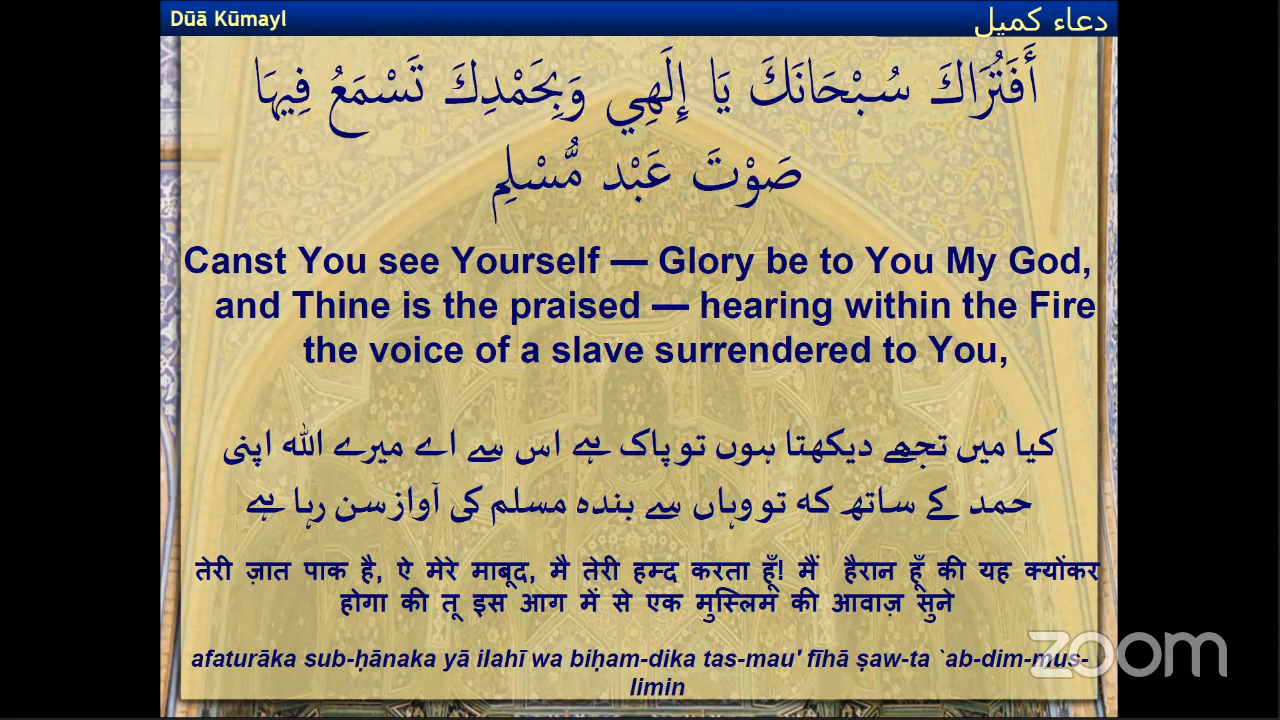 Dūā Kūmayl
دعاء كميل
أَفَتُرَاكَ سُبْحَانَكَ يَا إِلَهِي وَبِحَمْدِكَ تَسْمَعُ فِيهَا
صَوْتَ عَبْد مُّسْلِم
Canst You see Yourself — Glory be to You My God,
and Thine is the praised — hearing within the Fire
the voice of a slave surrendered to You,
کیا میں تجھے دیکھتا ہوں تو پاک ہے اس سے اے میرے اللہ اپنی
حمد کے ساتھ کہ تو وہاں سے بندہ مسلم کی آواز سن رہا ہے
तेरी ज़ात पाक है, ऐ मेरे माबूद, मै तेरी हम्द करता हूँ! मैं हैरान हूँ की यह क्योंकर
होगा की तू इस आग में से एक मुस्लिम की आवाज़ सुने
afaturāka sub-ḥānaka yā ilahī wa biḥam-dika tas-mau' fīhā ṣaw-ta `ab-dim-mus-
limin
zoom